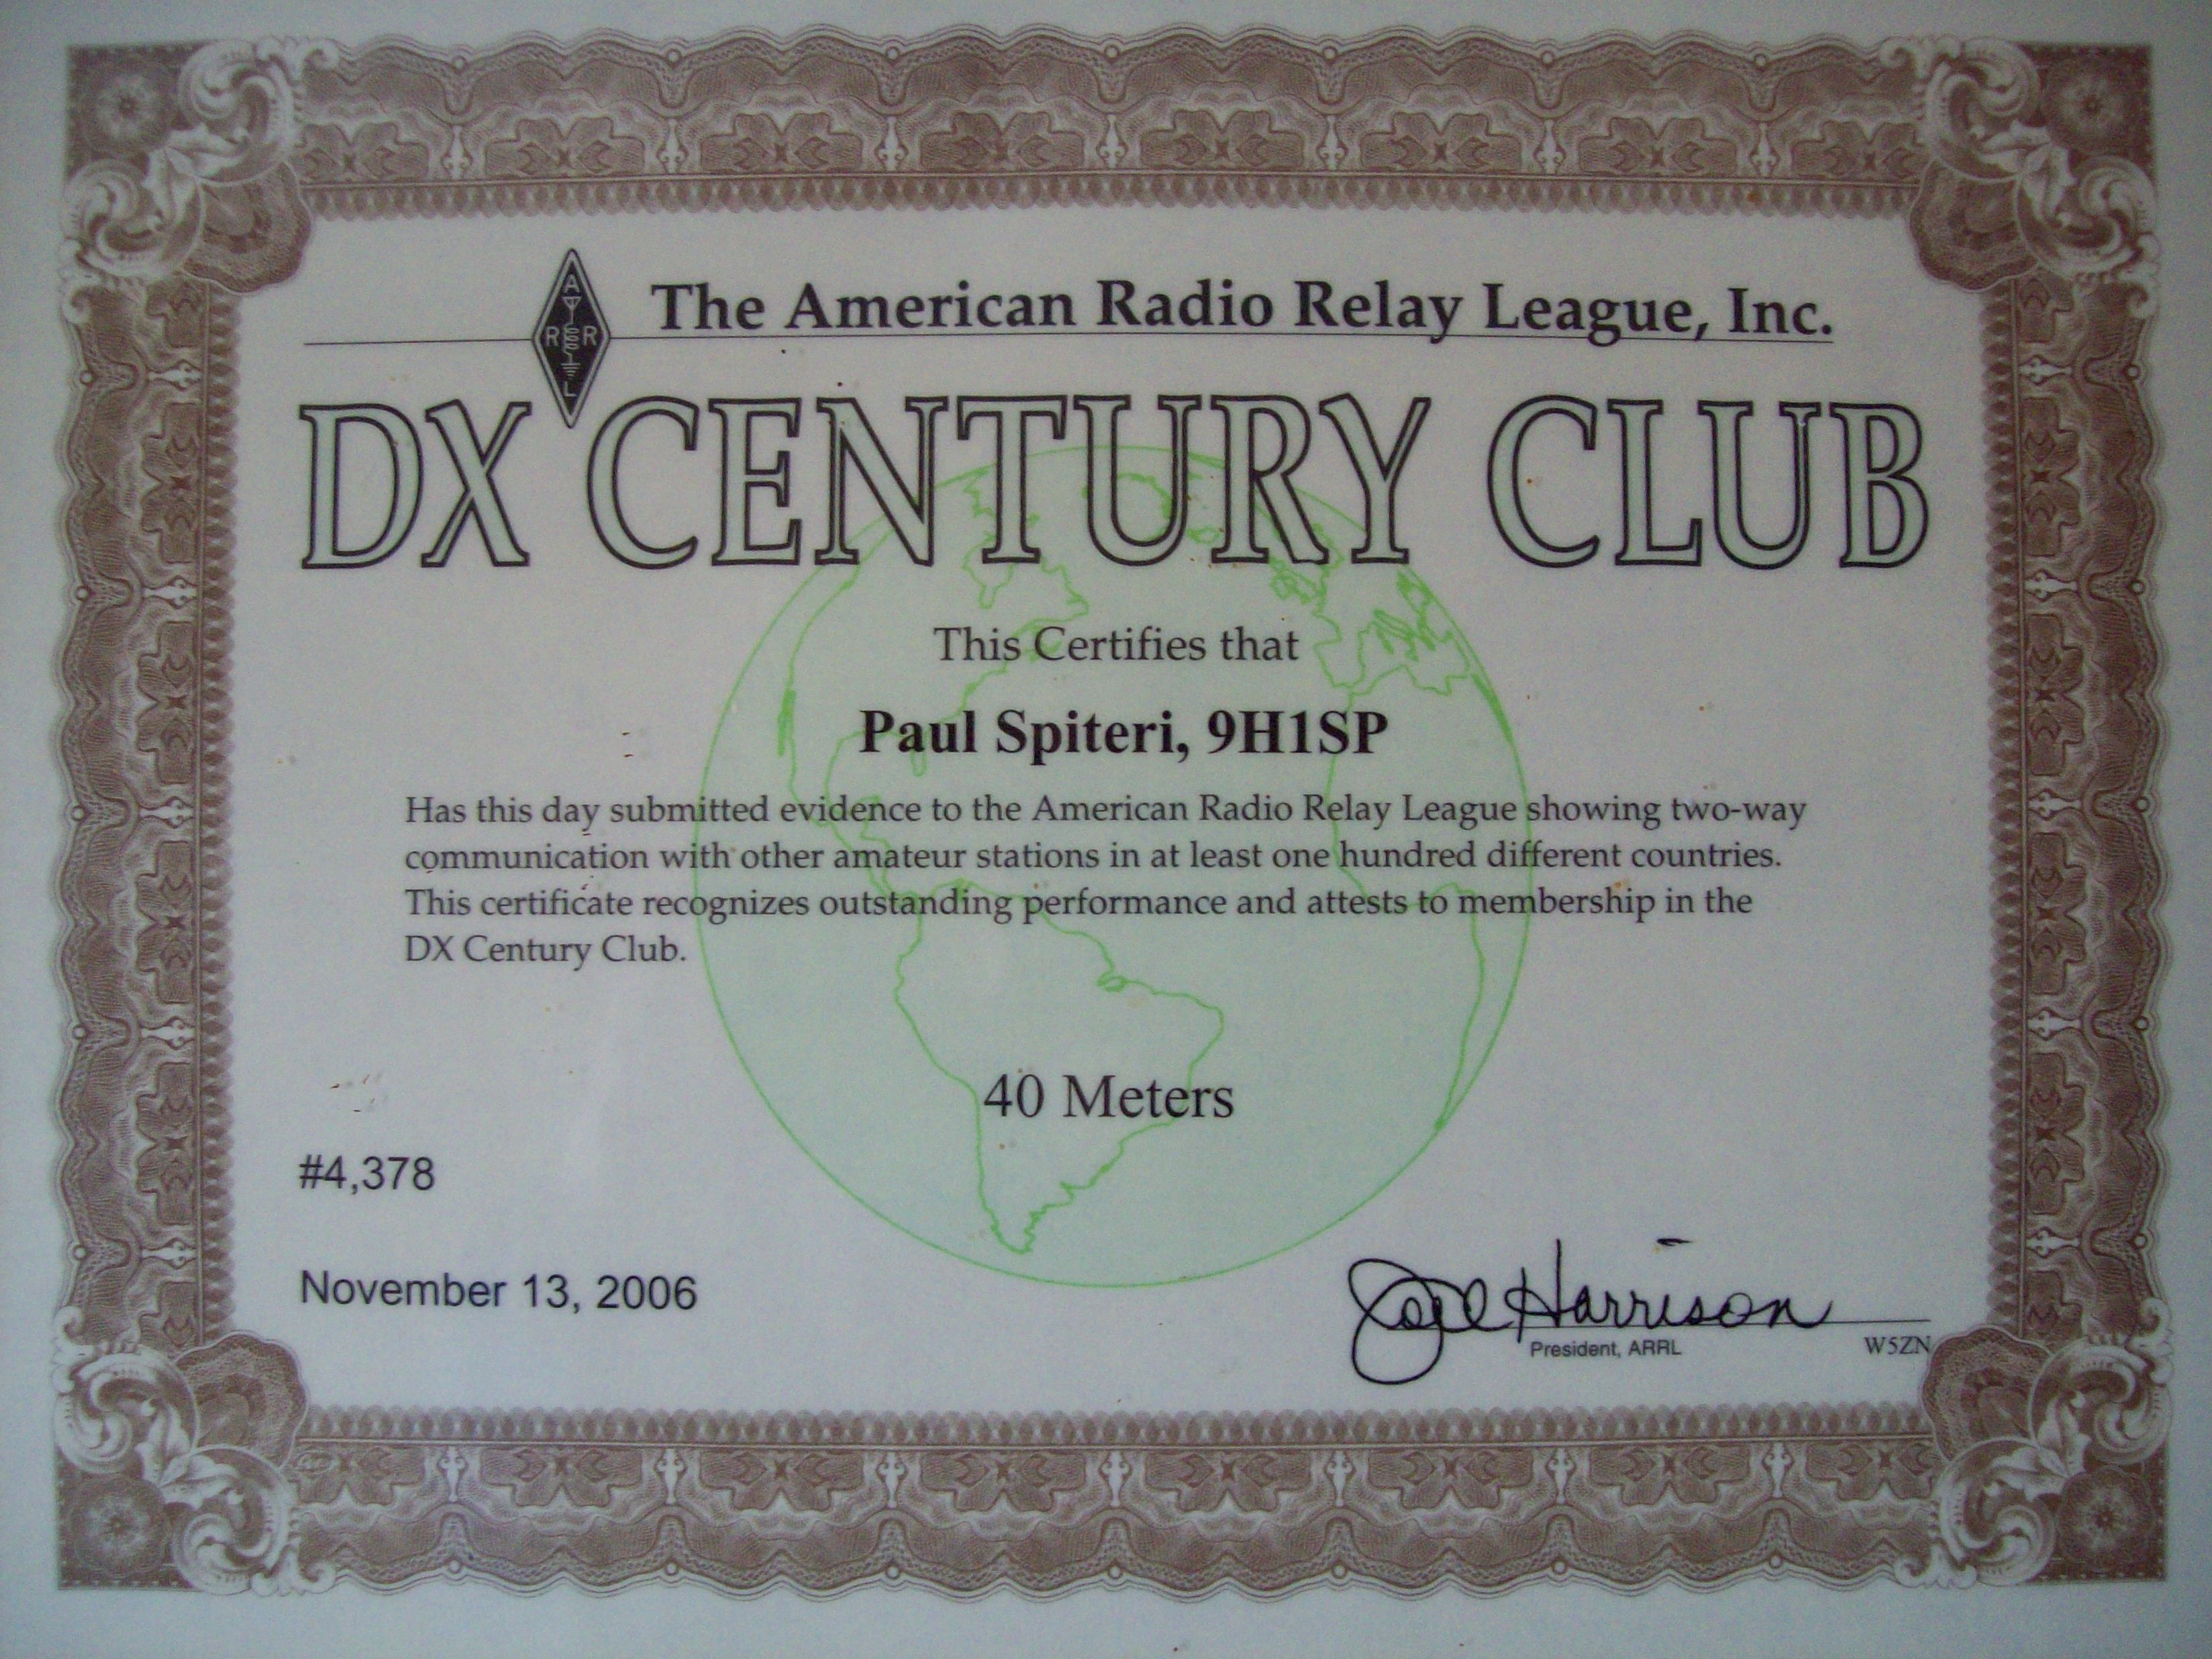 The American Radio Relay League, Inc.
A
R R
L
DX CENTURY CLUB
This Certifies that
Paul Spiteri, 9H1SP
Has this day submitted evidence to the American Radio Relay League showing two-way
communication with other amateur stations in at least one hundred different countries.
This certificate recognizes outstanding performance and attests to membership in the
DX Century Club.
40 Meters
#4,378
November 13, 2006
Joel Harrison
President, ARRL W5ZN